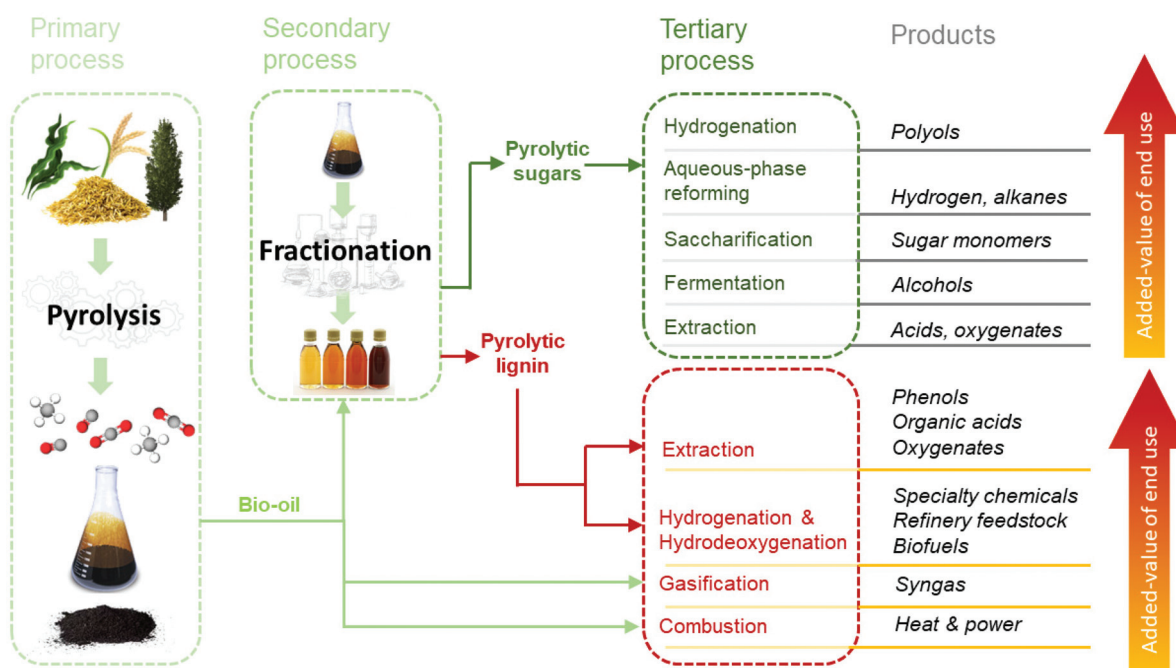 Primary
process
Secondary
process
Tertiary
process
Products
Pyrolysis
Bio-oil
Fractionation
Pyrolytic
sugars
Pyrolytic
lignin
Hydrogenation
Polyols
Aqueous-phase
reforming
Hydrogen, alkanes
Saccharification
Sugar monomers
Fermentation
Alcohols
Extraction
Acids, oxygenates
Added-value of end use
Extraction
Phenols
Organic acids
Oxygenates
Hydrogenation &
Hydrodeoxygenation
Specialty chemicals
Refinery feedstock
Biofuels
Gasification
Syngas
Combustion
Heat & power
Added-value of end use